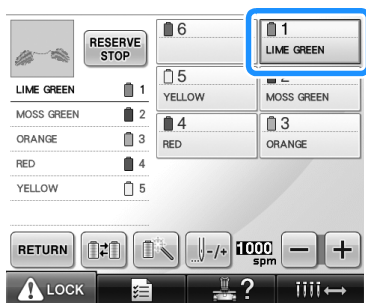 RESERVE
STOP
LIME GREEN 1
MOSS GREEN 2
ORANGE 3
RED 4
YELLOW 5
6
1
LIME GREEN
5
YELLOW
2
MOSS GREEN
4
RED
3
ORANGE
RETURN
-/+
1000
spm
LOCK
?